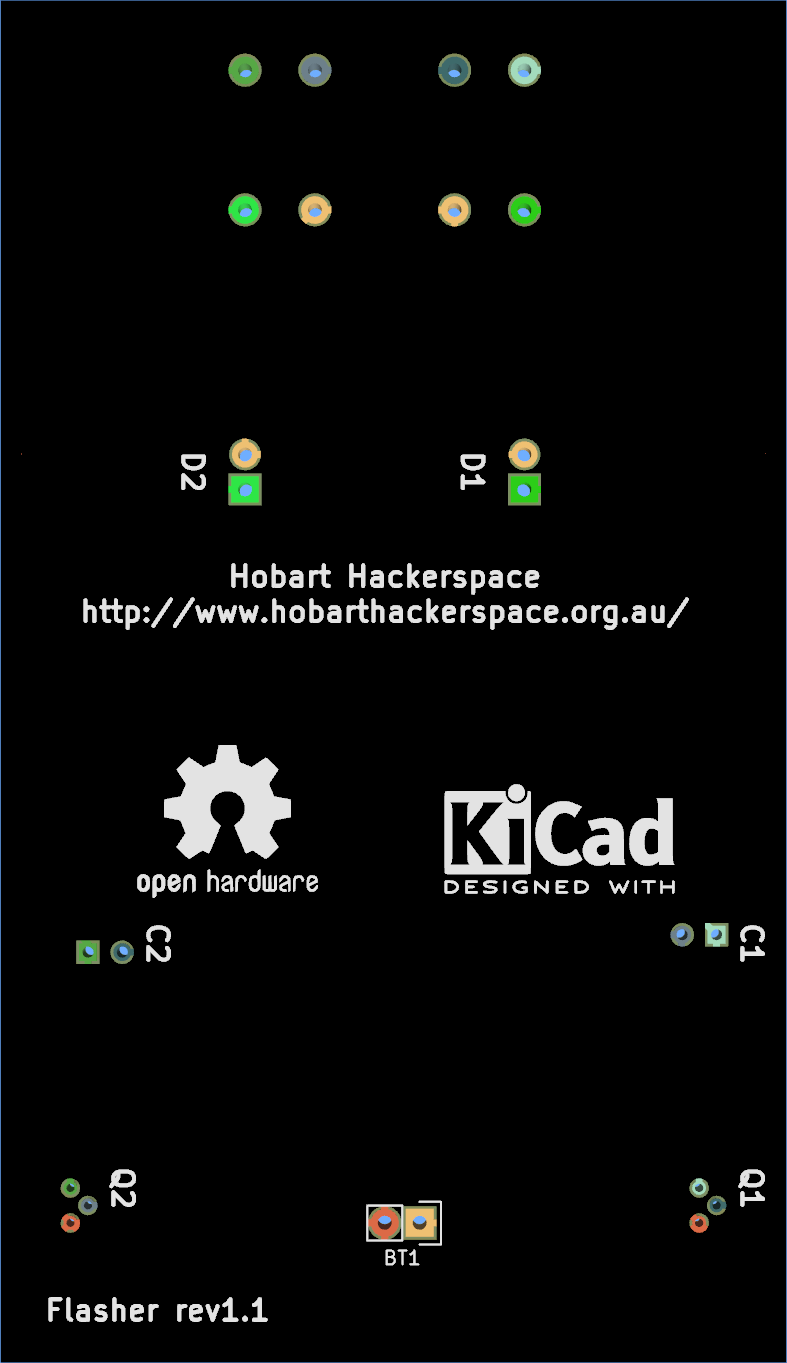 D2
D1
Hobart Hackerspace
http://www.hobarthackerspace.org.au/
open hardware
KiCad
DESIGNED WITH
C2
C1
Q2
Q1
BT1
Flasher rev1.1